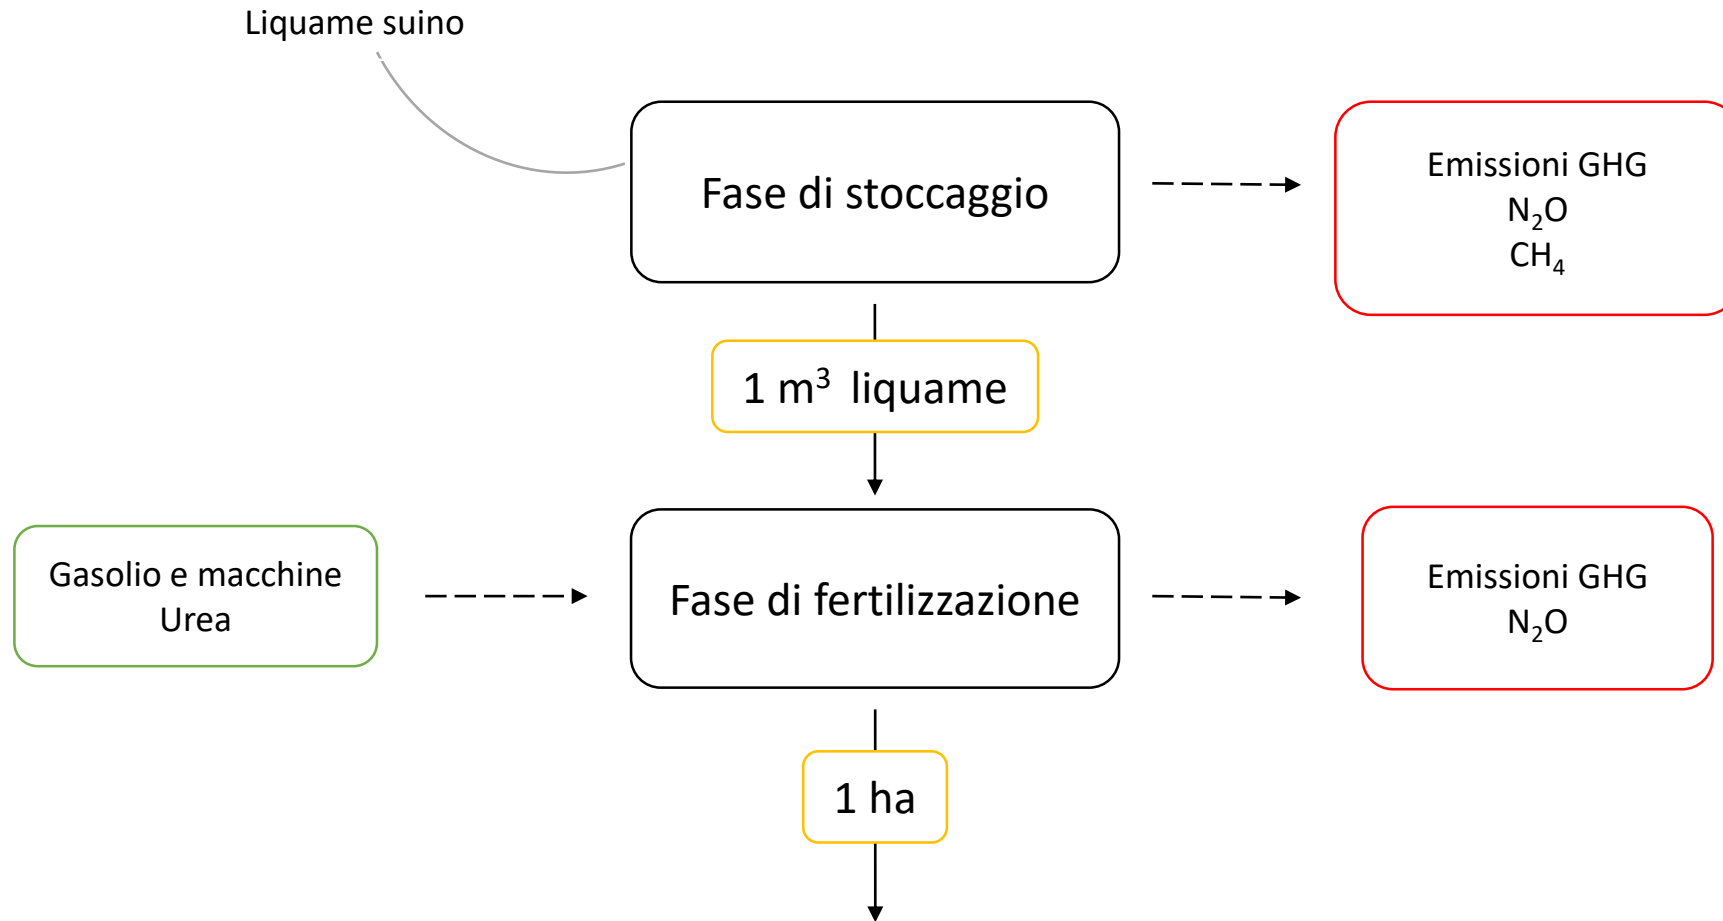 Liquame suino
Fase di stoccaggio
Emissioni GHG
N₂O
CH₄
1 m³ liquame
Gasolio e macchine
Urea
Fase di fertilizzazione
Emissioni GHG
N₂O
1 ha